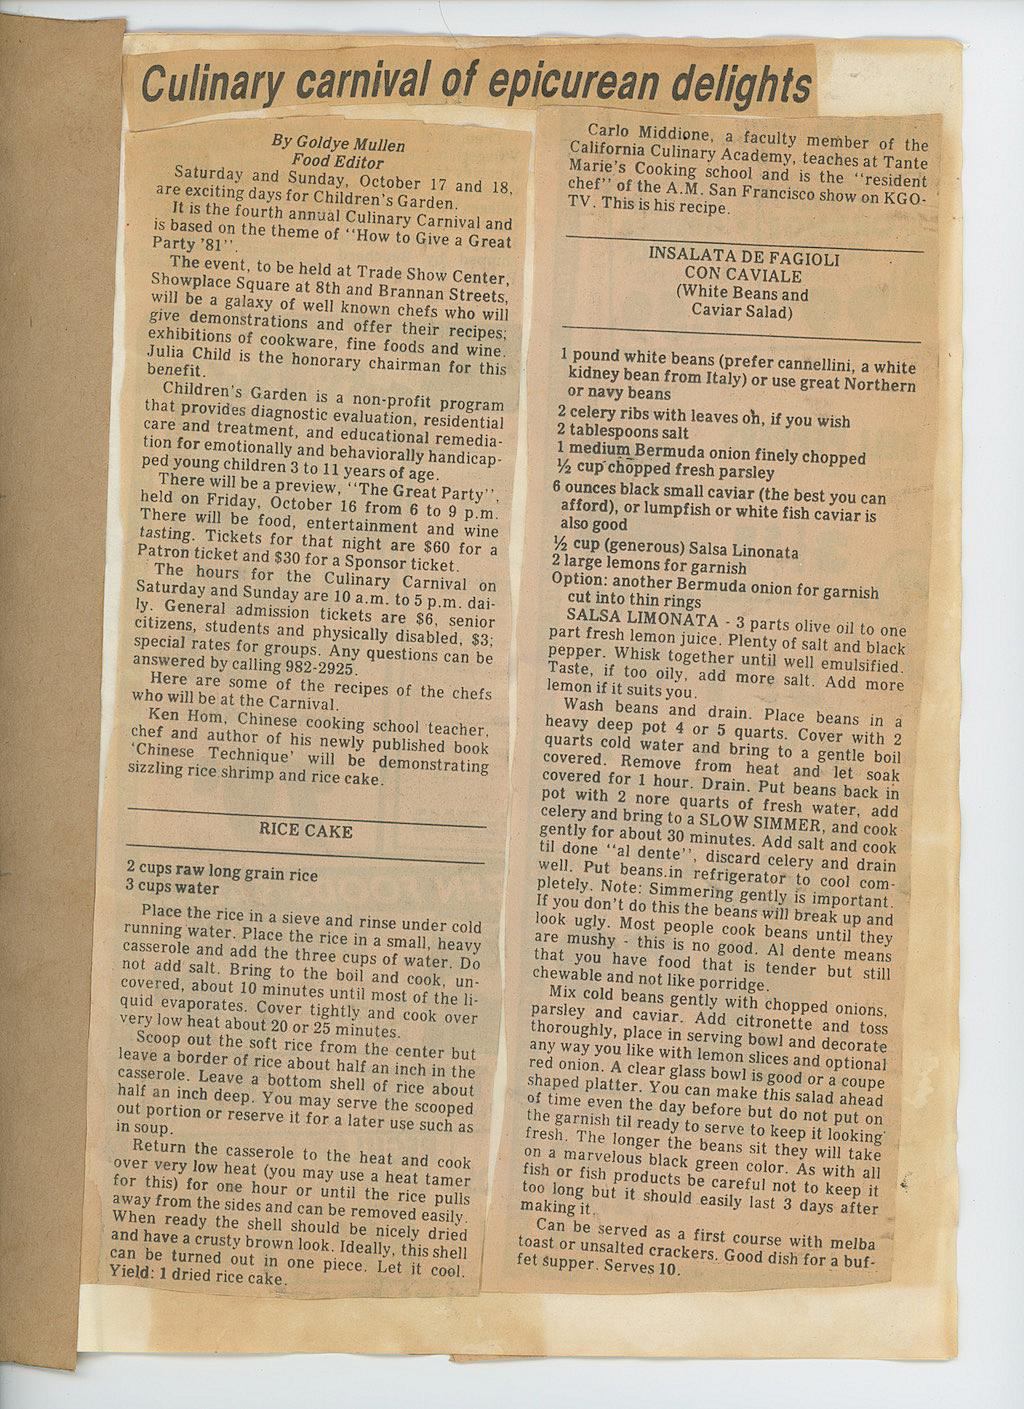 Culinary carnival of epicurean delights
By Goldye Mullen
Food Editor
Saturday and Sunday, October 17 and 18,
are exciting days for Children's Garden.
It is the fourth annual Culinary Carnival and
is based on the theme of "How to Give a Great
Party '81".
The event, to be held at Trade Show Center,
Showplace Square at 8th and Brannan Streets,
will be a galaxy of well known chefs who will
give demonstrations and offer their recipes;
exhibitions of cookware, fine foods and wine.
Julia Child is the honorary chairman for this
benefit.
Children's Garden is a non-profit program
that provides diagnostic evaluation, residential
care and treatment, and educational remedia-
tion for emotionally and behaviorally handicap-
ped young children 3 to 11 years of age.
There will be a preview, "The Great Party",
held on Friday, October 16 from 6 to 9 p.m.
There will be food, entertainment and wine
tasting. Tickets for that night are $60 for a
Patron ticket and $30 for a Sponsor ticket.
The hours for the Culinary Carnival on
Saturday and Sunday are 10 a.m. to 5 p.m. dai-
ly. General admission tickets are $6, senior
citizens, students and physically disabled, $3;
special rates for groups. Any questions can be
answered by calling 982-2925.
Here are some of the recipes of the chefs
who will be at the Carnival.
Ken Hom, Chinese cooking school teacher,
chef and author of his newly published book
'Chinese Technique' will be demonstrating
sizzling rice shrimp and rice cake.
RICE CAKE
2 cups raw long grain rice
3 cups water
Place the rice in a sieve and rinse under cold
running water. Place the rice in a small, heavy
casserole and add the three cups of water. Do
not add salt. Bring to the boil and cook, un-
covered, about 10 minutes until most of the li-
quid evaporates. Cover tightly and cook over
very low heat about 20 or 25 minutes.
Scoop out the soft rice from the center but
leave a border of rice about half an inch in the
casserole. Leave a bottom shell of rice about
half an inch deep. You may serve the scooped
out portion or reserve it for a later use such as
in soup.
Return the casserole to the heat and cook
over very low heat (you may use a heat tamer
for this) for one hour or until the rice pulls
away from the sides and can be removed easily.
When ready the shell should be nicely dried
and have a crusty brown look. Ideally, this shell
can be turned out in one piece. Let it cool.
Yield: 1 dried rice cake.
Carlo Middione, a faculty member of the
California Culinary Academy, teaches at Tante
Marie's Cooking school and is the "resident
chef" of the A.M. San Francisco show on KGO-
TV. This is his recipe.
INSALATA DE FAGIOLI
CON CAVIALE
(White Beans and
Caviar Salad)
1 pound white beans (prefer cannellini, a white
kidney bean from Italy) or use great Northern
or navy beans
2 celery ribs with leaves oh, if you wish
2 tablespoons salt
1 medium Bermuda onion finely chopped
½ cup chopped fresh parsley
6 ounces black small caviar (the best you can
afford), or lumpfish or white fish caviar is
also good
½ cup (generous) Salsa Linonata
2 large lemons for garnish
Option: another Bermuda onion for garnish
cut into thin rings
SALSA LIMONATA - 3 parts olive oil to one
part fresh lemon juice. Plenty of salt and black
pepper. Whisk together until well emulsified.
Taste, if too oily, add more salt. Add more
lemon if it suits you.
Wash beans and drain. Place beans in a
heavy deep pot 4 or 5 quarts. Cover with 2
quarts cold water and bring to a gentle boil
covered. Remove from heat and let soak
covered for 1 hour. Drain. Put beans back in
pot with 2 nore quarts of fresh water, add
celery and bring to a SLOW SIMMER, and cook
gently for about 30 minutes. Add salt and cook
til done "al dente", discard celery and drain
well. Put beans in refrigerator to cool com-
pletely. Note: Simmering gently is important.
If you don't do this the beans will break up and
look ugly. Most people cook beans until they
are mushy - this is no good. Al dente means
that you have food that is tender but still
chewable and not like porridge.
Mix cold beans gently with chopped onions,
parsley and caviar. Add citronette and toss
thoroughly, place in serving bowl and decorate
any way you like with lemon slices and optional
red onion. A clear glass bowl is good or a coupe
shaped platter. You can make this salad ahead
of time even the day before but do not put on
the garnish til ready to serve to keep it looking
fresh. The longer the beans sit they will take
on a marvelous black green color. As with all
fish or fish products be careful not to keep it
too long but it should easily last 3 days after
making it.
Can be served as a first course with melba
toast or unsalted crackers. Good dish for a buf-
fet supper. Serves 10.